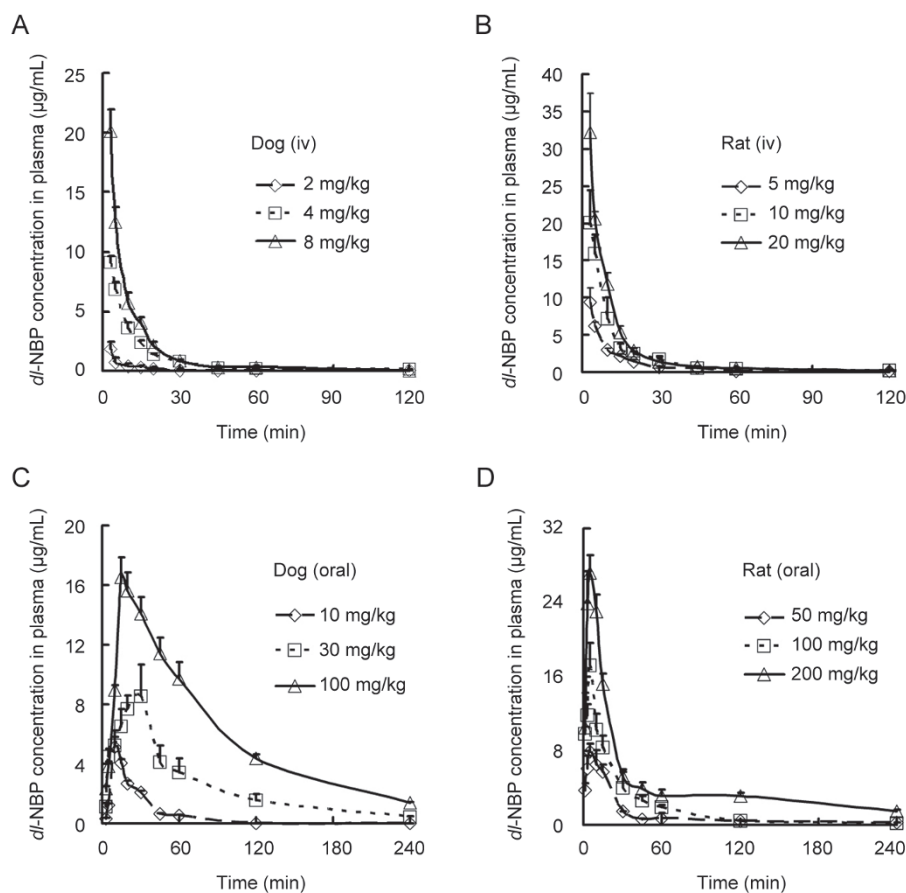 A
dl-NBP concentration in plasma (µg/mL)
25
20
15
10
5
0
Dog (iv)
2 mg/kg
4 mg/kg
8 mg/kg
0 30 60 90 120
Time (min)
B
dl-NBP concentration in plasma (µg/mL)
40
35
30
25
20
15
10
5
0
Rat (iv)
5 mg/kg
10 mg/kg
20 mg/kg
0 30 60 90 120
Time (min)
C
dl-NBP concentration in plasma (µg/mL)
20
16
12
8
4
0
Dog (oral)
10 mg/kg
30 mg/kg
100 mg/kg
0 60 120 180 240
Time (min)
D
dl-NBP concentration in plasma (µg/mL)
32
24
16
8
0
Rat (oral)
50 mg/kg
100 mg/kg
200 mg/kg
0 60 120 180 240
Time (min)